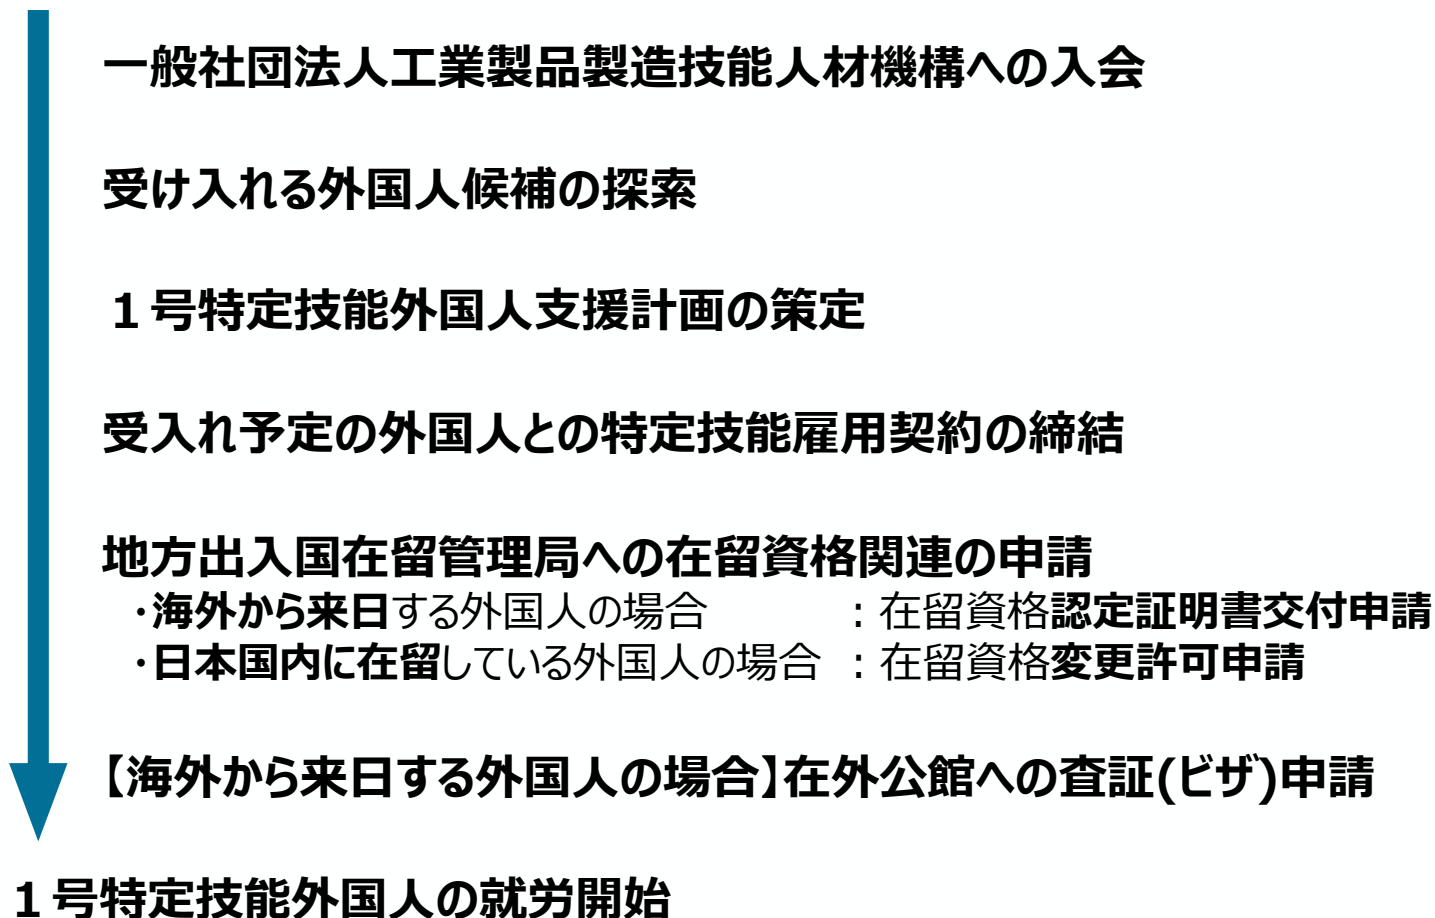 一般社団法人工業製品製造技能人材機構への入会
受け入れる外国人候補の探索
１号特定技能外国人支援計画の策定
受入れ予定の外国人との特定技能雇用契約の締結
地方出入国在留管理局への在留資格関連の申請
・海外から来日する外国人の場合　　　　：在留資格認定証明書交付申請
・日本国内に在留している外国人の場合　：在留資格変更許可申請
【海外から来日する外国人の場合】在外公館への査証(ビザ)申請
１号特定技能外国人の就労開始